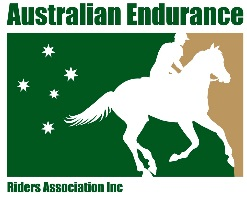 Australian Endurance
Riders Association Inc